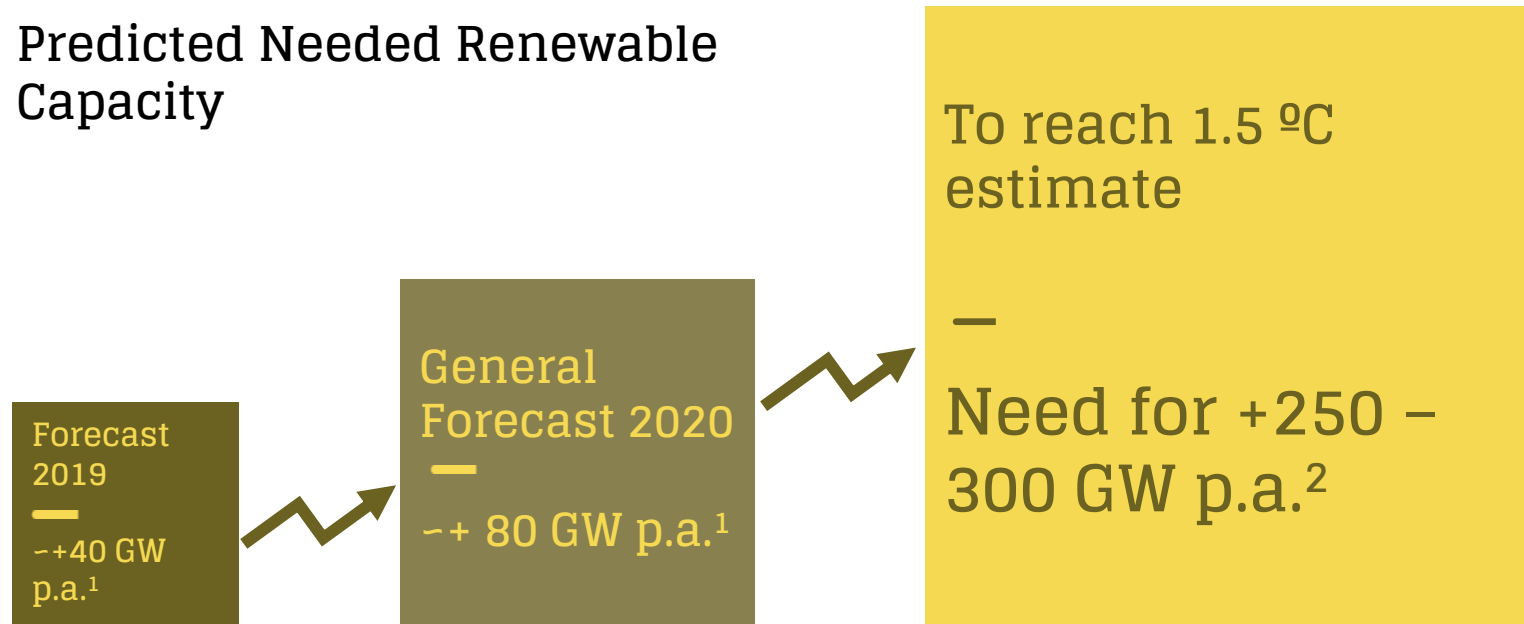 Predicted Needed Renewable
Capacity
Forecast
2019
—
~+40 GW
p.a.¹
General
Forecast 2020
—
~+ 80 GW p.a.¹
To reach 1.5 ºC
estimate
—
Need for +250 –
300 GW p.a.²